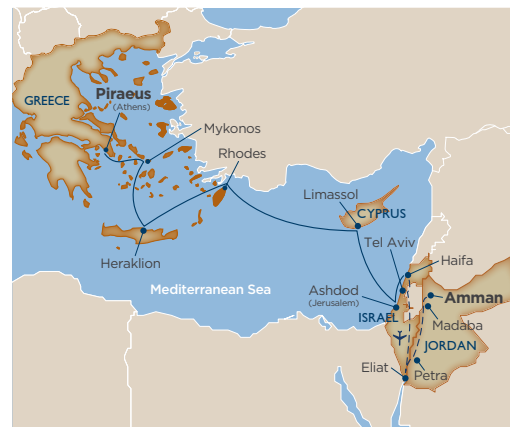 GREECE
Piraeus
(Athens)
Mykonos
Rhodes
Limassol
CYPRUS
Tel Aviv
Heraklion
Haifa
Mediterranean Sea
Ashdod
(Jerusalem)
Amman
ISRAEL
Madaba
JORDAN
Eliat
Petra